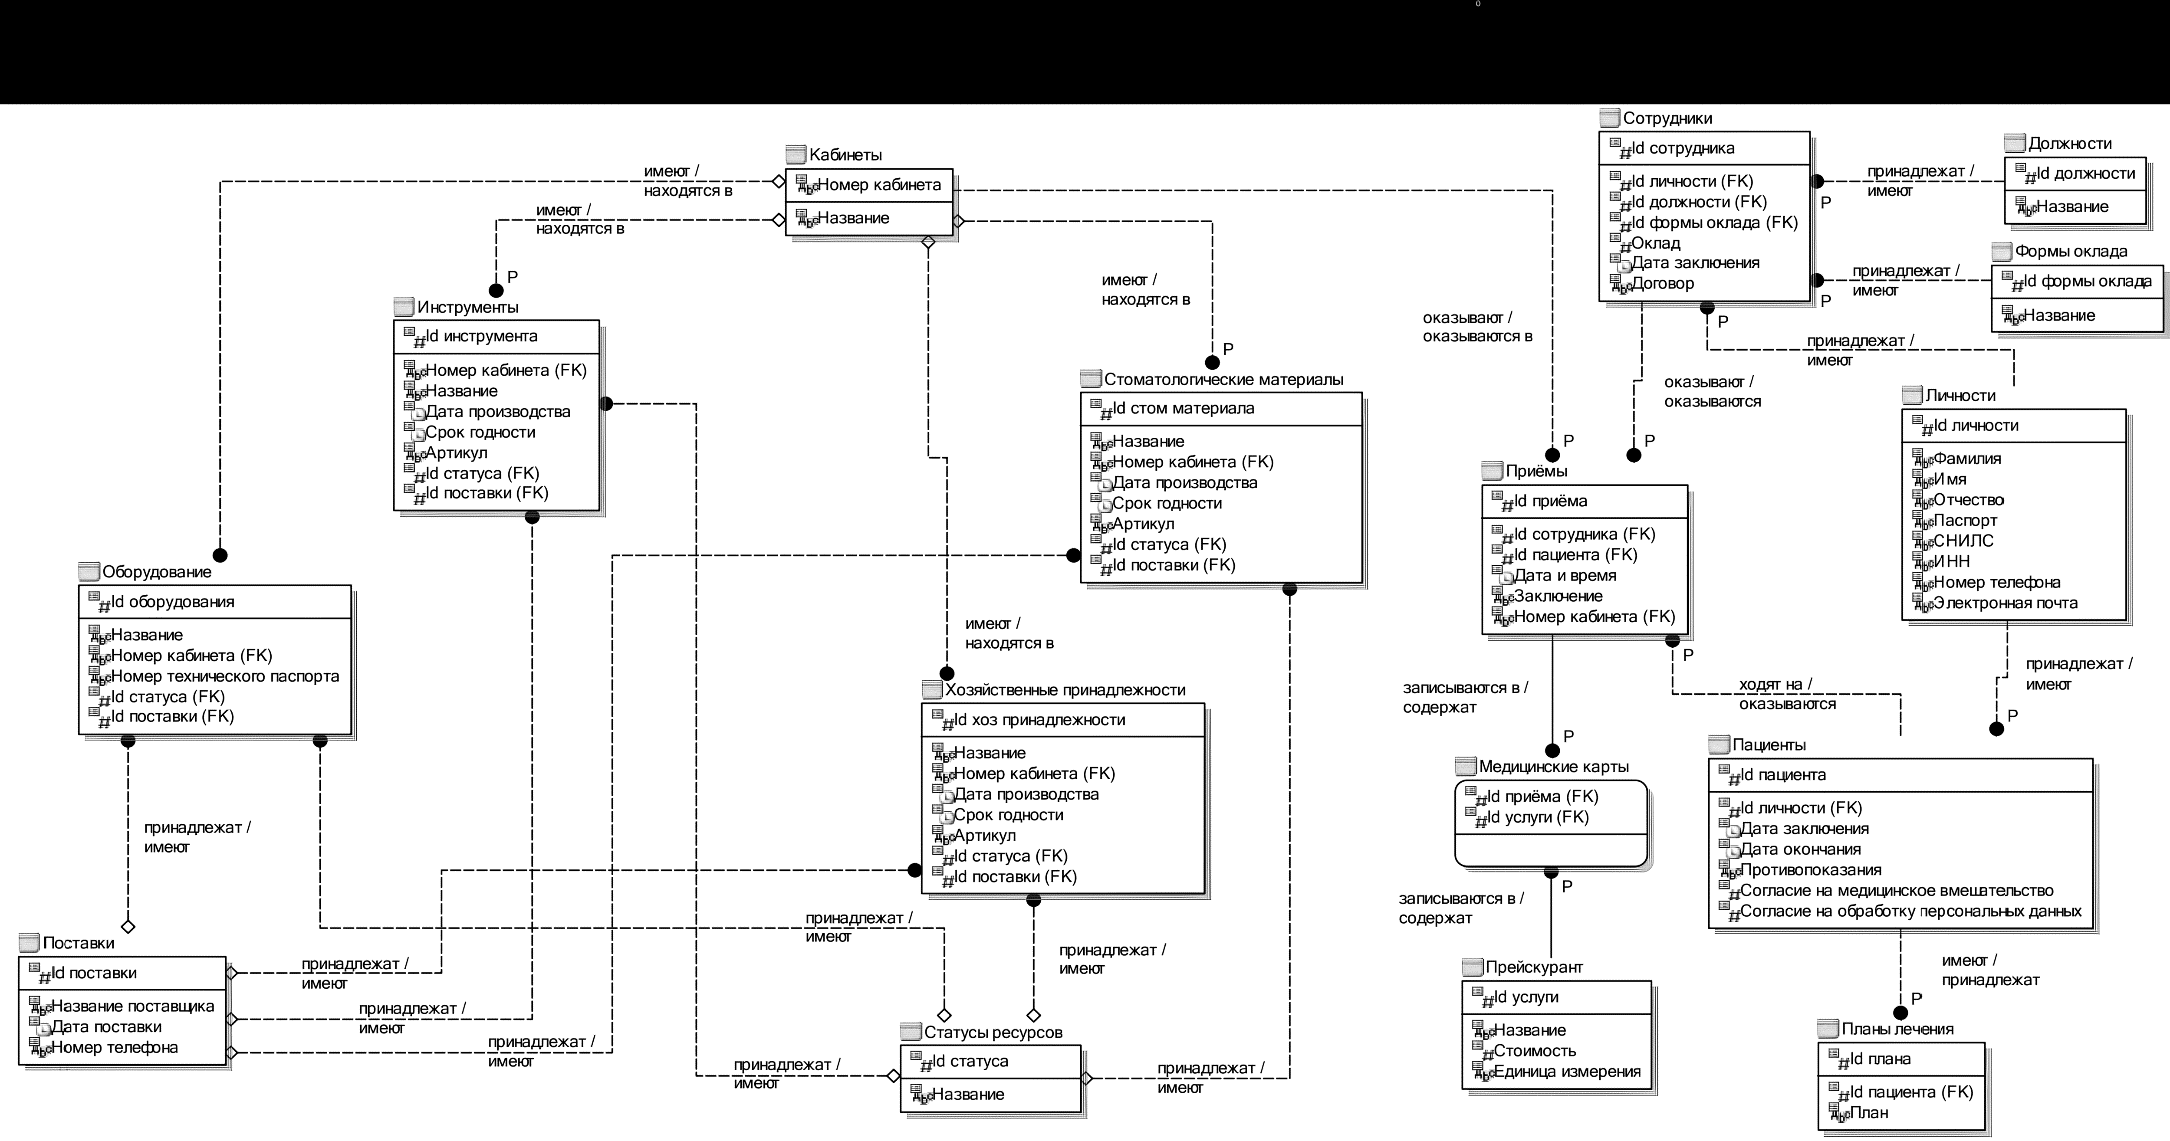 0
Сотрудники
Id сотрудника
Id личности (FK)
Id должности (FK)
Id формы оклада (FK)
Оклад
Дата заключения
Договор
принадлежат /
имеют
P
Должности
Id должности
Название
принадлежат /
имеют
P
Формы оклада
Id формы оклада
Название
Кабинеты
Номер кабинета
Название
имеют /
находятся в
имеют /
находятся в
P
Инструменты
Id инструмента
Номер кабинета (FK)
Название
Дата производства
Срок годности
Артикул
Id статуса (FK)
Id поставки (FK)
имеют /
находятся в
P
Стоматологические материалы
Id стом материала
Название
Номер кабинета (FK)
Дата производства
Срок годности
Артикул
Id статуса (FK)
Id поставки (FK)
оказывают /
оказываются в
P
оказывают /
оказываются
P
P
принадлежат /
имеют
Личности
Id личности
Фамилия
Имя
Отчество
Паспорт
СНИЛС
ИНН
Номер телефона
Электронная почта
Приёмы
Id приёма
Id сотрудника (FK)
Id пациента (FK)
Дата и время
Заключение
Номер кабинета (FK)
Оборудование
Id оборудования
Название
Номер кабинета (FK)
Номер технического паспорта
Id статуса (FK)
Id поставки (FK)
имеют /
находятся в
Хозяйственные принадлежности
Id хоз принадлежности
Название
Номер кабинета (FK)
Дата производства
Срок годности
Артикул
Id статуса (FK)
Id поставки (FK)
записываются в /
содержат
P
P
ходят на /
оказываются
принадлежат /
имеют
P
Медицинские карты
Id приёма (FK)
Id услуги (FK)
P
записываются в /
содержат
Пациенты
Id пациента
Id личности (FK)
Дата заключения
Дата окончания
Противопоказания
Согласие на медицинское вмешательство
Согласие на обработку персональных данных
принадлежат /
имеют
Поставки
Id поставки
Название поставщика
Дата поставки
Номер телефона
принадлежат /
имеют
принадлежат /
имеют
принадлежат /
имеют
принадлежат /
имеют
принадлежат /
имеют
Статусы ресурсов
Id статуса
Название
принадлежат /
имеют
принадлежат /
имеют
Прейскурант
Id услуги
Название
Стоимость
Единица измерения
имеют /
принадлежат
P
Планы лечения
Id плана
Id пациента (FK)
План